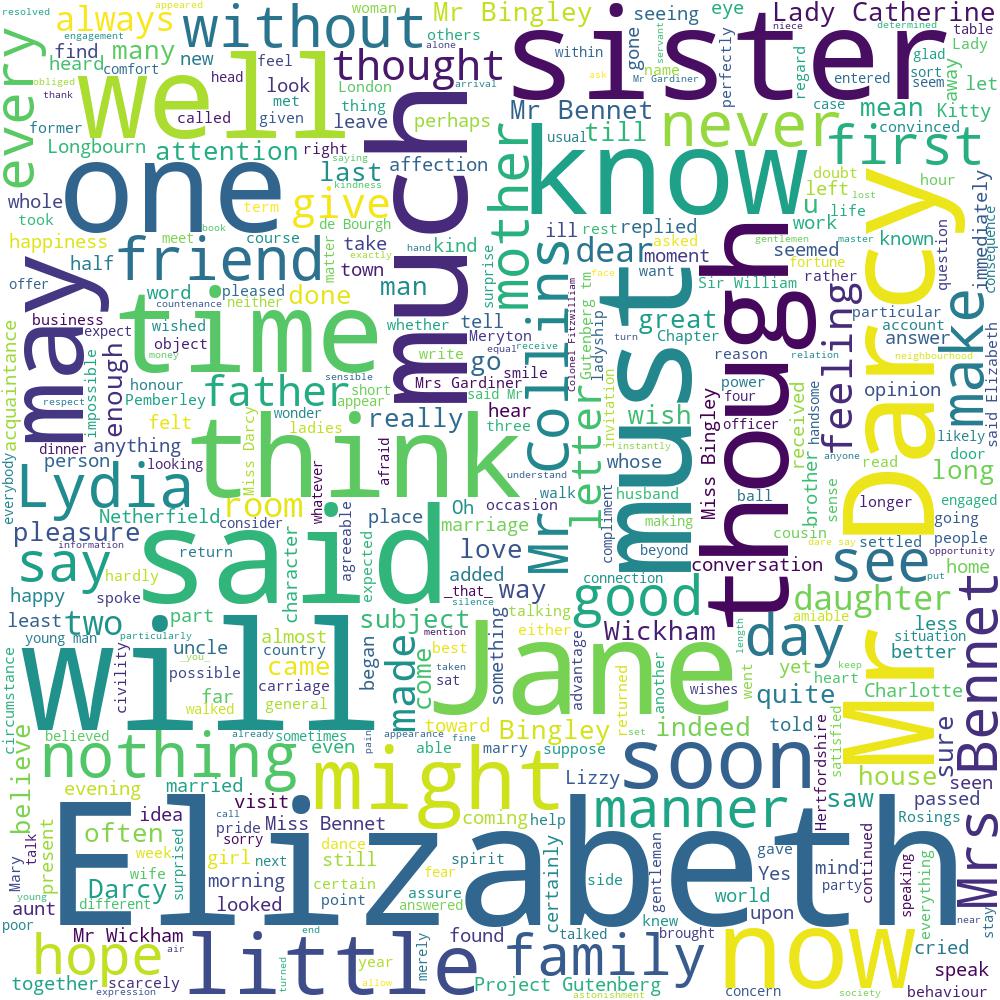 resolved
appeared
woman
engagement
always
without
Mr Bingley
sister
seeing
eye
Lady Catherine
others
alone
within
servant
niece
determined
table
find
many
heard
comfort
new
feel
thought
gone
name
perfectly
regard
glad
Lady
away
every
obliged
thank
well
head
look
London
ask
Mr Gardiner
arrival
entered
sort
seem
let
met
thing
called
given
leave
perhaps
Mr Bennet
never
case
mean
Kitty
former
Longbourn
attention
right
saying
much
mother
usual
till
first
convinced
one
last
affection
know
doubt
hour
whole
took
kindness
book
term
give
de Bourgh
ill
rest
replied
u
left
life
lost
work
happiness
meet
course
matter
exactly
take
hand
kind
surprise
dear
asked
moment
seemed
gentlemen
master
known
question
immediately
consequence
half
friend
town
man
want
face
Sir William
fortune
rather
offer
word
countenance
pleased
neither
done
Colonel Fitzwilliam
ladyship
Gutenberg tm
great
particular
account
answer
may
business
expect
wished
object
time
whether
tell
Meryton
equal
receive
turn
Chapter
reason
relation
neighbourhood
make
said Elizabeth
acquaintance
impossible
enough
money
write
go
smile
must
though
feeling
Darcy
honour
Pemberley
father
sensible
short
appear
Mrs Gardiner
said Mr
letter
invitation
wish
Miss Bingley
power
four
officer
handsome
received
opinion
respect
felt
Miss Darcy
wonder
ladies
really
hear
three
Mr Collins
instantly
anyone
likely
dinner
anything
looking
think
afraid
understand
whose
read
door
everybody
person
Lydia
whatever
walk
compliment
husband
ball
brother
sense
longer
long
engaged
room
Netherfield
consider
place
Oh
occasion
making
cousin
dare say
going
people
settled
pleasure
information
return
character
agreeable
marriage
beyond
see
opportunity
say
hardly
said
expected
love
conversation
put
home
happy
spoke
added
_that_
way
connection
good
daughter
amiable
least
two
part
subject
silence
talking
Wickham
length
day
less
situation
better
young man
particularly
uncle
_you_
almost
country
began
made
come
mention
best
something
either
advantage
circumstance
will
civility
possible
came
carriage
taken
sat
Jane
another
went
wishes
yet
keep
heart
Charlotte
far
walked
general
returned
quite
satisfied
Mr
Mrs Bennet
believed
already
sometimes
pain
appearance
fine
toward
Bingley
set
indeed
told
Hertfordshire
sure
house
believe
nothing
even
able
marry
suppose
soon
seen
evening
married
might
Lizzy
saw
passed
Rosings
Mary
talk
present
idea
often
visit
call
pride
sorry
Miss Bennet
coming
help
manner
young
week
surprised
girl
next
dance
still
spirit
certainly
gentleman
gave
Yes
mind
party
continued
speaking
everything
aunt
wife
Darcy
different
morning
looked
certain
point
fear
assure
answered
side
world
upon
near
stay
poor
Elizabeth
Mr Wickham
air
end
knew
talked
brought
cried
hope
little
merely
found
family
now
speak
together
scarcely
expression
turned
year
allow
Project Gutenberg
astonishment
concern
society
behaviour